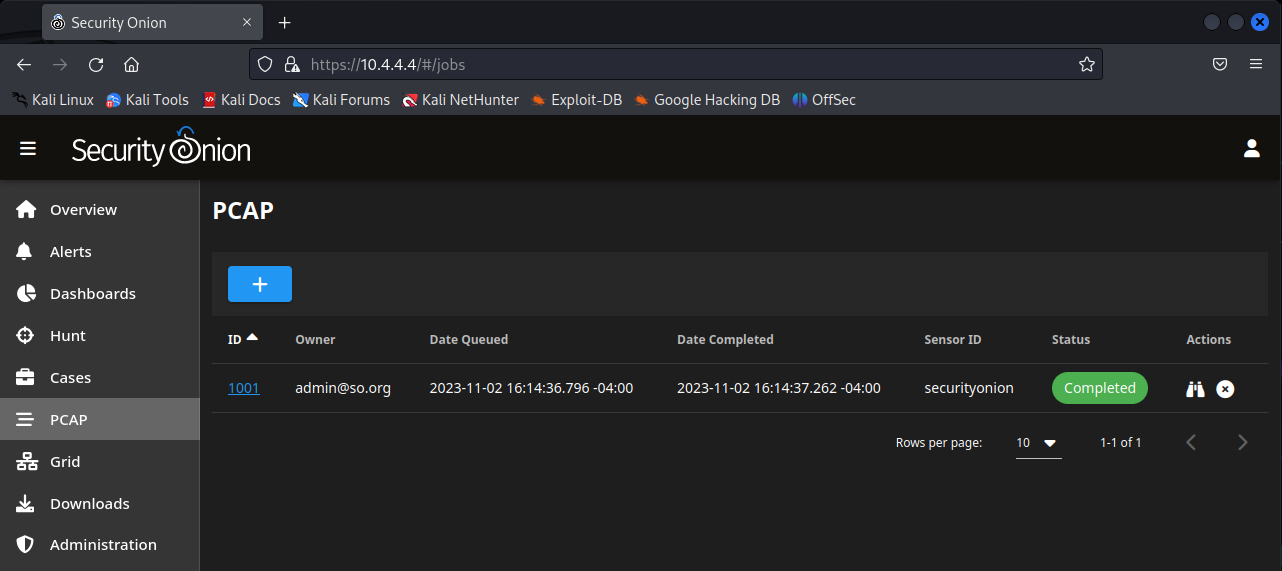 Security Onion
https://10.4.4.4/#/jobs
Kali Linux Kali Tools Kali Docs Kali Forums Kali NetHunter Exploit-DB Google Hacking DB OffSec
Security Onion
Overview
Alerts
Dashboards
Hunt
Cases
PCAP
Grid
Downloads
Administration
PCAP
ID Owner Date Queued Date Completed Sensor ID Status Actions
1001 admin@so.org 2023-11-02 16:14:36.796 -04:00 2023-11-02 16:14:37.262 -04:00 securityonion Completed
Rows per page: 10 1-1 of 1